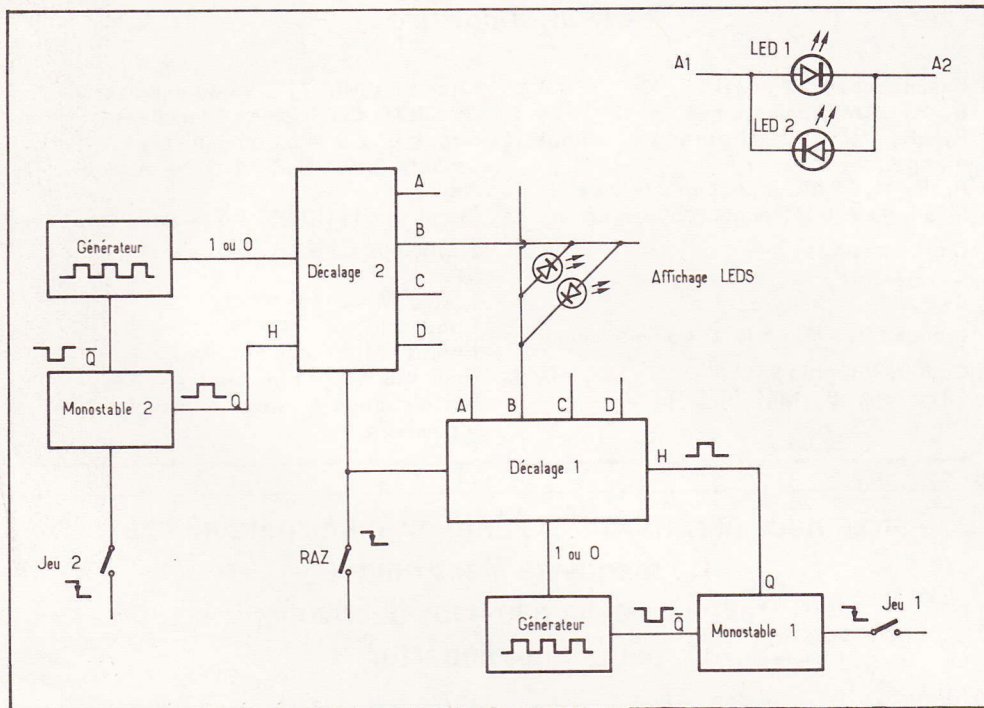 LED 1
A1
A2
LED 2
A
Générateur
1 ou 0
B
Décalage 2
Affichage LEDS
C
H
D
Q̅
Monostable 2
Q
A
B
C
D
Décalage 1
H
Jeu 2
RAZ
1 ou 0
Q
Jeu 1
Générateur
Q̅
Monostable 1